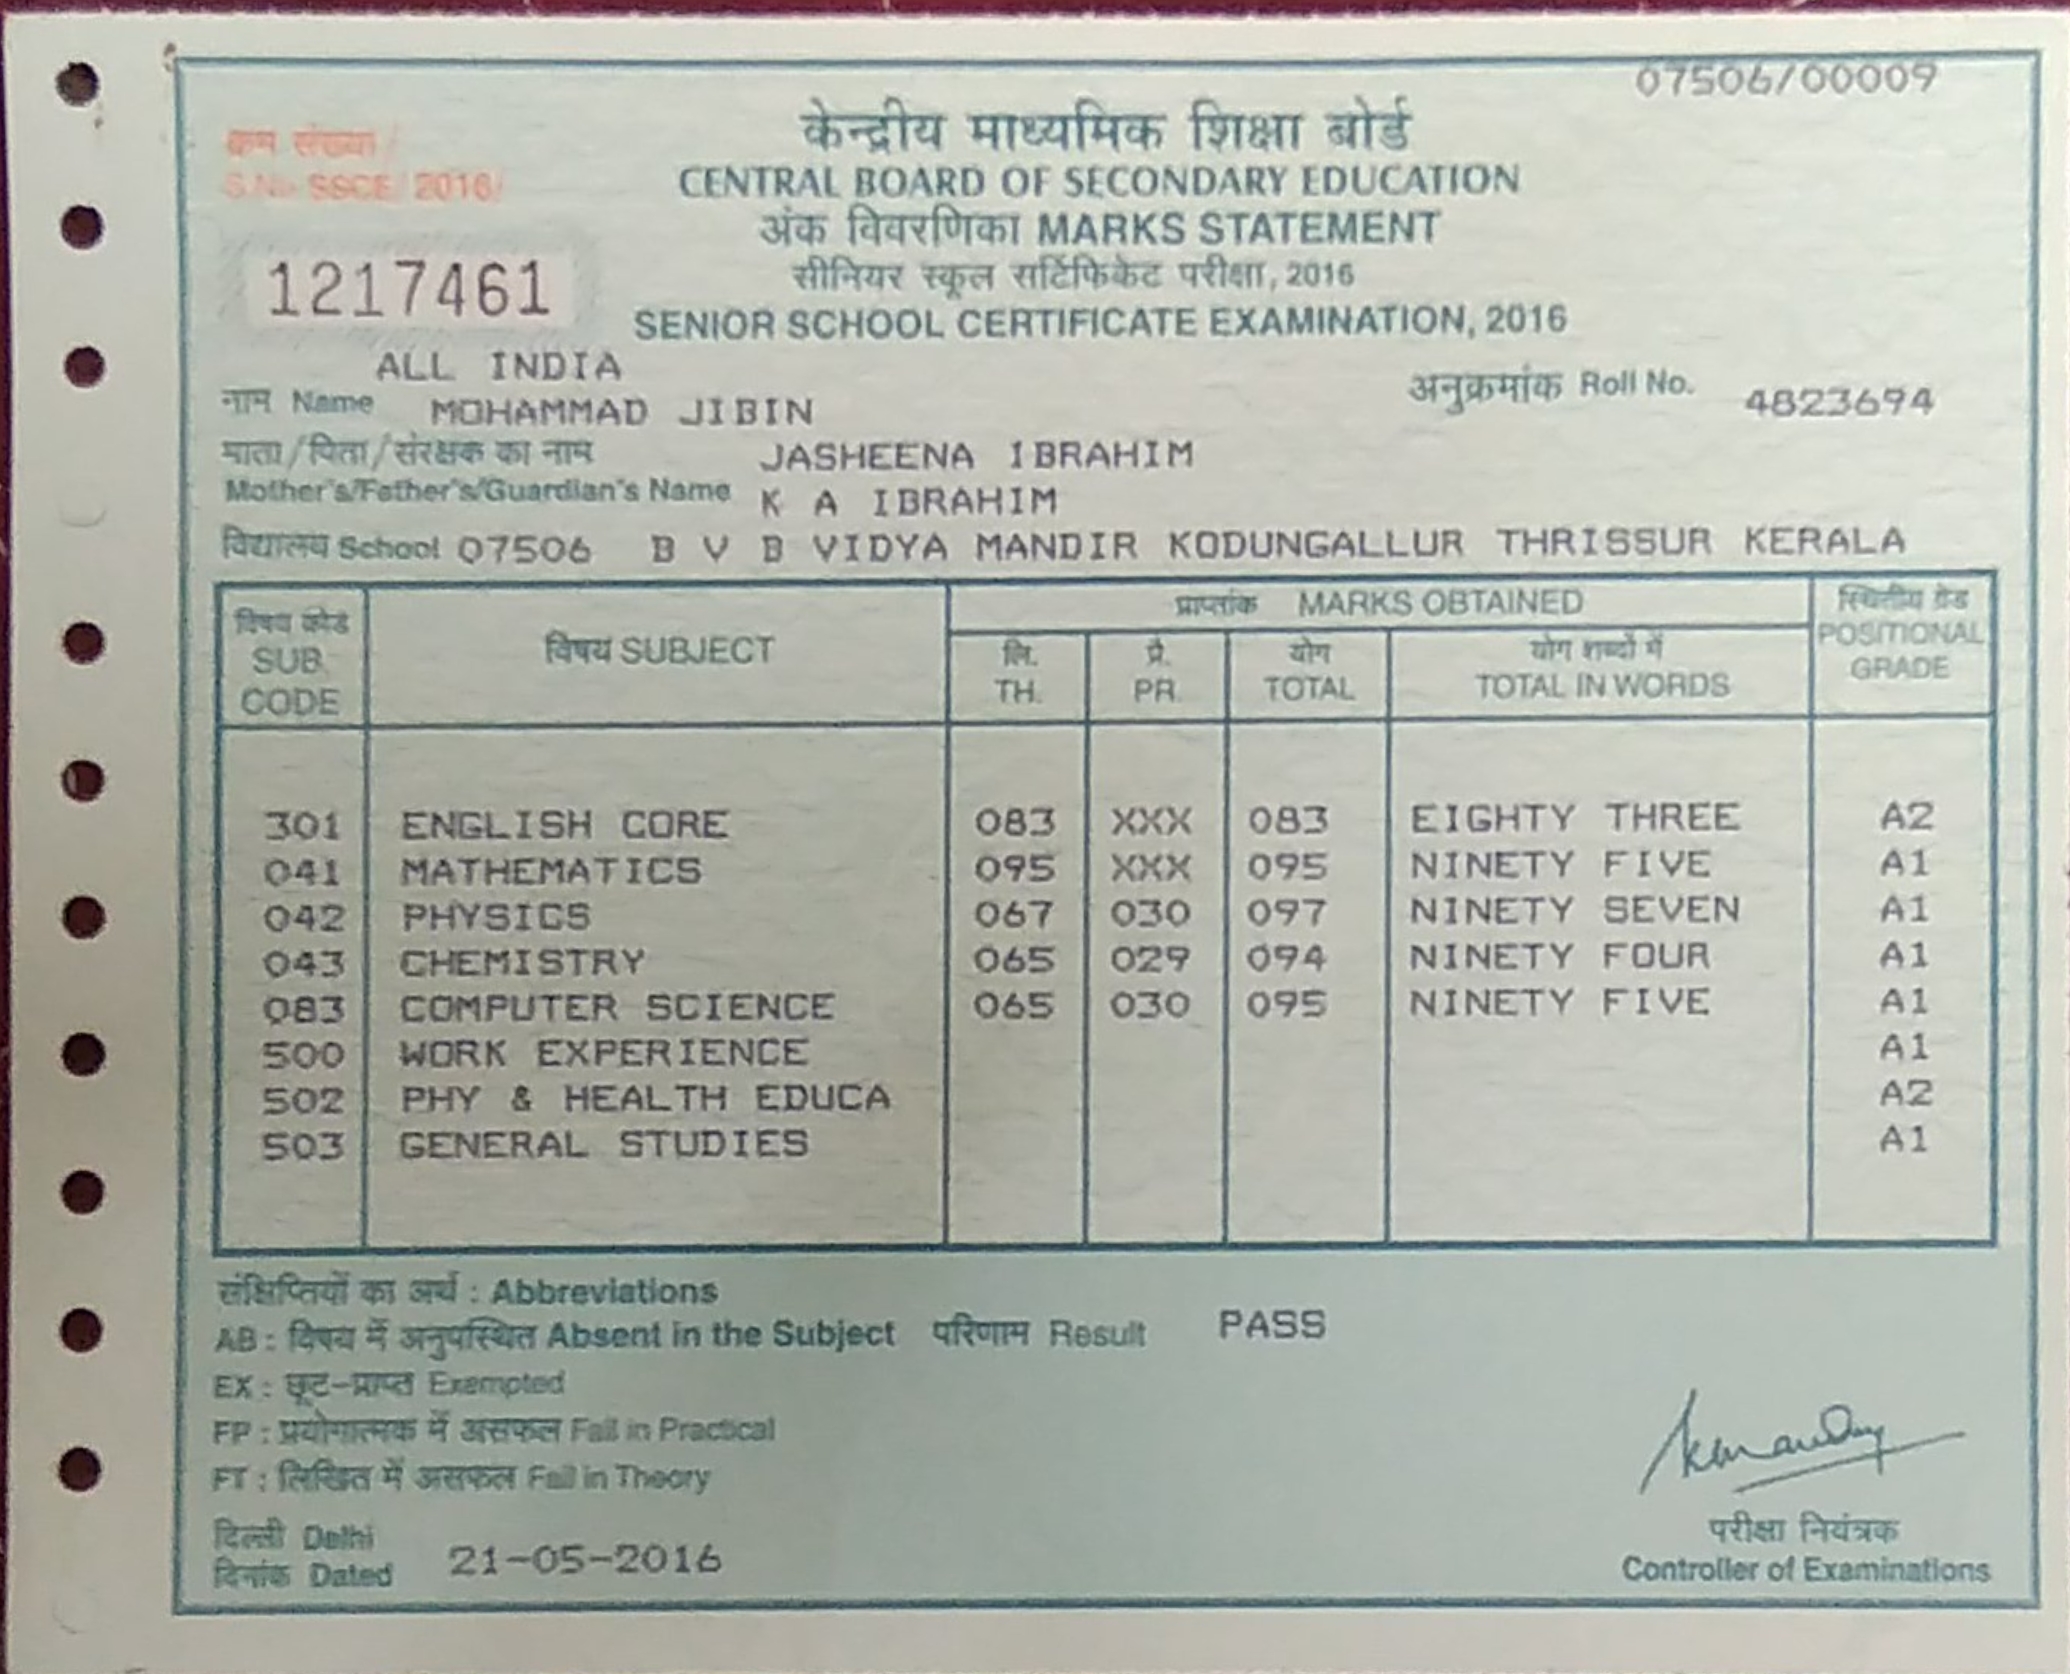 07506/00009
क्रम संख्या/
S.No SSCE/2016/
केन्द्रीय माध्यमिक शिक्षा बोर्ड
CENTRAL BOARD OF SECONDARY EDUCATION
अंक विवरणिका MARKS STATEMENT
1217461
सीनियर स्कूल सर्टिफिकेट परीक्षा, 2016
SENIOR SCHOOL CERTIFICATE EXAMINATION, 2016
ALL INDIA
नाम Name MOHAMMAD JIBIN अनुक्रमांक Roll No. 4823694
माता/पिता/संरक्षक का नाम JASHEENA IBRAHIM
Mother's/Father's/Guardian's Name K A IBRAHIM
विद्यालय School 07506 B V B VIDYA MANDIR KODUNGALLUR THRISSUR KERALA
विषय कोड SUB. CODE
विषय SUBJECT
प्राप्तांक MARKS OBTAINED
लि. TH.
प्रै. PR.
योग TOTAL
योग शब्दों में TOTAL IN WORDS
स्थितीय ग्रेड POSITIONAL GRADE
301 ENGLISH CORE 083 XXX 083 EIGHTY THREE A2
041 MATHEMATICS 095 XXX 095 NINETY FIVE A1
042 PHYSICS 067 030 097 NINETY SEVEN A1
043 CHEMISTRY 065 029 094 NINETY FOUR A1
083 COMPUTER SCIENCE 065 030 095 NINETY FIVE A1
500 WORK EXPERIENCE A1
502 PHY & HEALTH EDUCA A2
503 GENERAL STUDIES A1
संक्षिप्तियों का अर्थ : Abbreviations
AB : विषय में अनुपस्थित Absent in the Subject परिणाम Result PASS
EX : छूट-प्राप्त Exempted
FP : प्रयोगात्मक में असफल Fail in Practical
FT : लिखित में असफल Fail in Theory
दिल्ली Delhi
दिनांक Dated 21-05-2016
परीक्षा नियंत्रक
Controller of Examinations